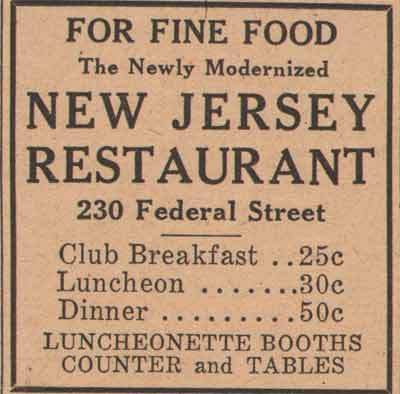 FOR FINE FOOD
The Newly Modernized
NEW JERSEY
RESTAURANT
230 Federal Street
Club Breakfast ..25c
Luncheon .......30c
Dinner .........50c
LUNCHEONETTE BOOTHS
COUNTER and TABLES